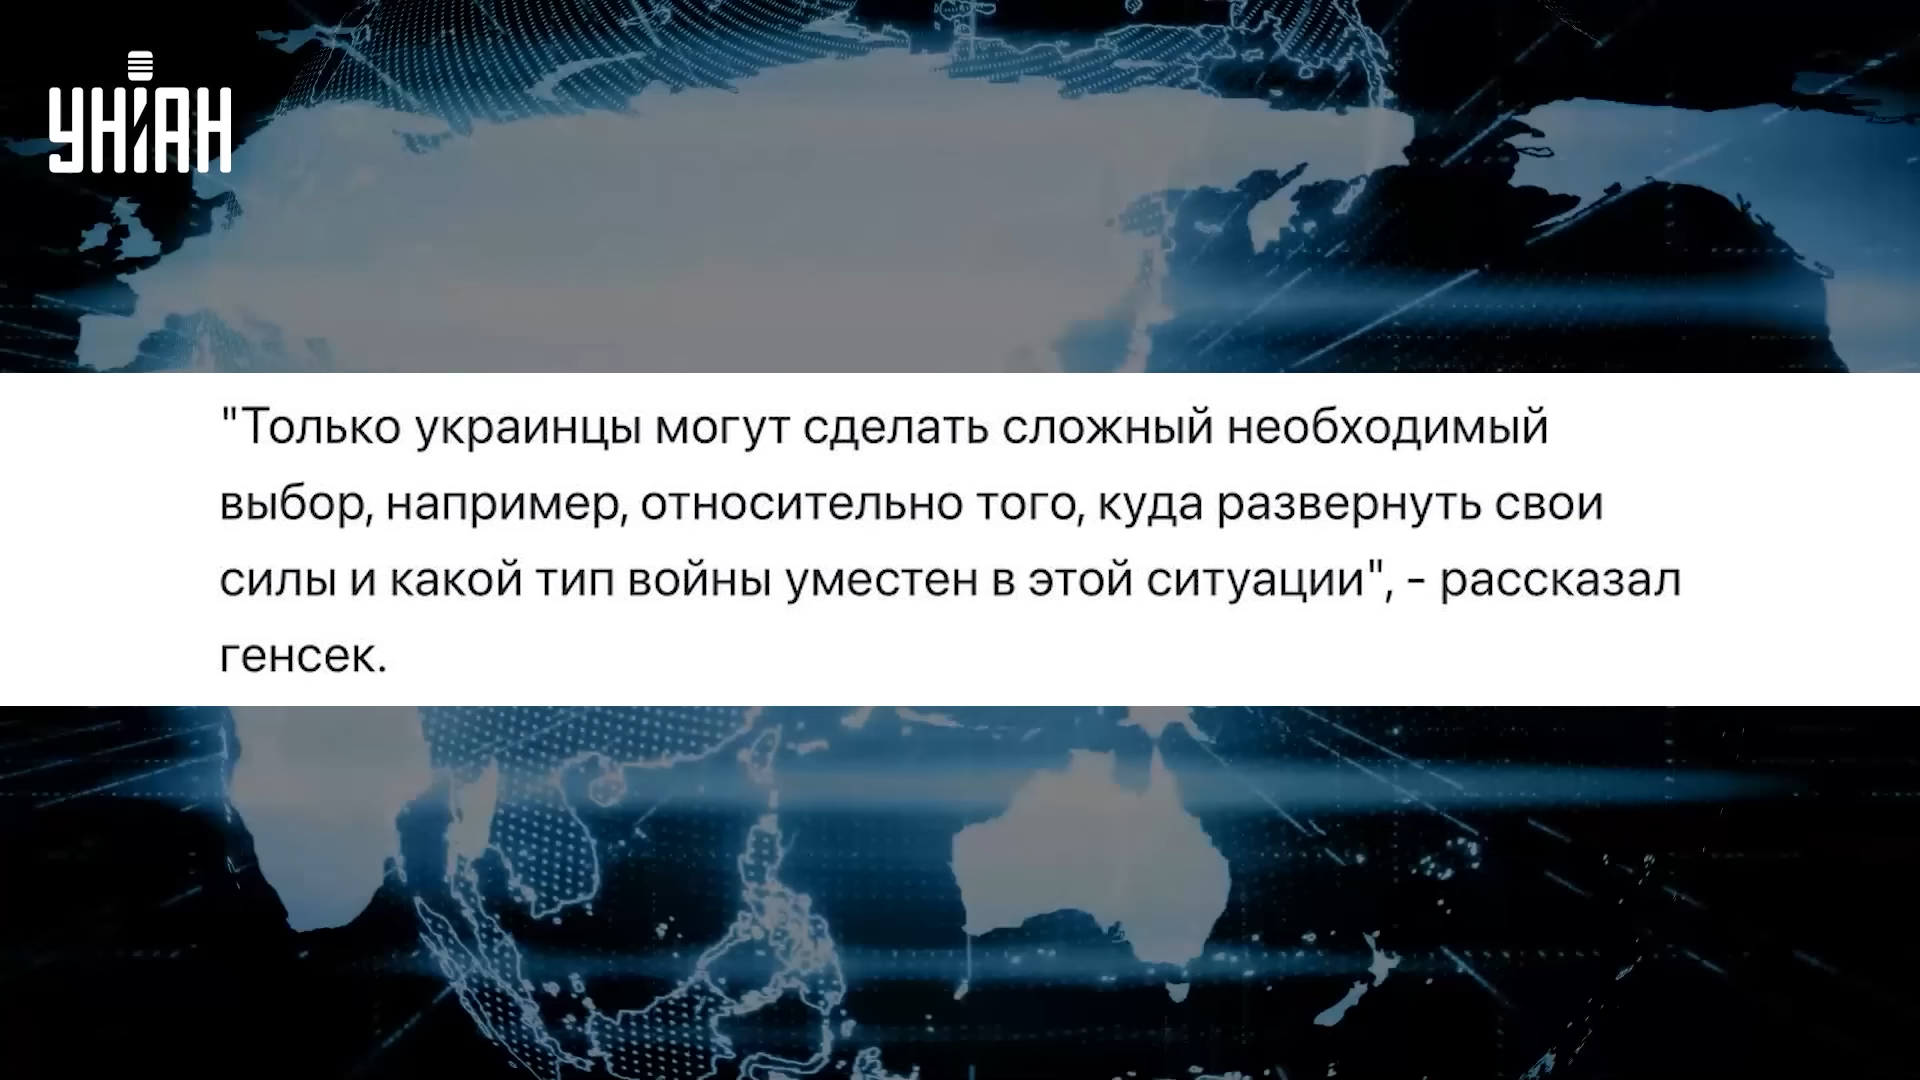 УНІАН
"Только украинцы могут сделать сложный необходимый
выбор, например, относительно того, куда развернуть свои
силы и какой тип войны уместен в этой ситуации", - рассказал
генсек.